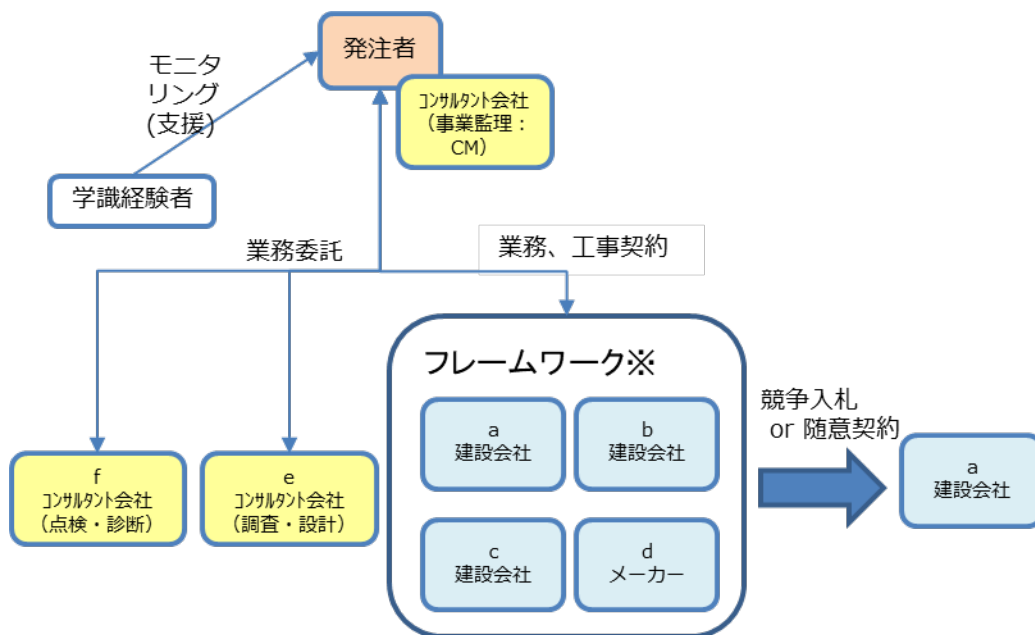 発注者
モニタ
リング
(支援)
ｺﾝｻﾙﾀﾝﾄ会社
（事業監理：
CM）
学識経験者
業務委託
業務、工事契約
フレームワーク※
競争入札
or 随意契約
a
建設会社
b
建設会社
a
建設会社
f
ｺﾝｻﾙﾀﾝﾄ会社
（点検・診断）
e
ｺﾝｻﾙﾀﾝﾄ会社
（調査・設計）
c
建設会社
d
メーカー